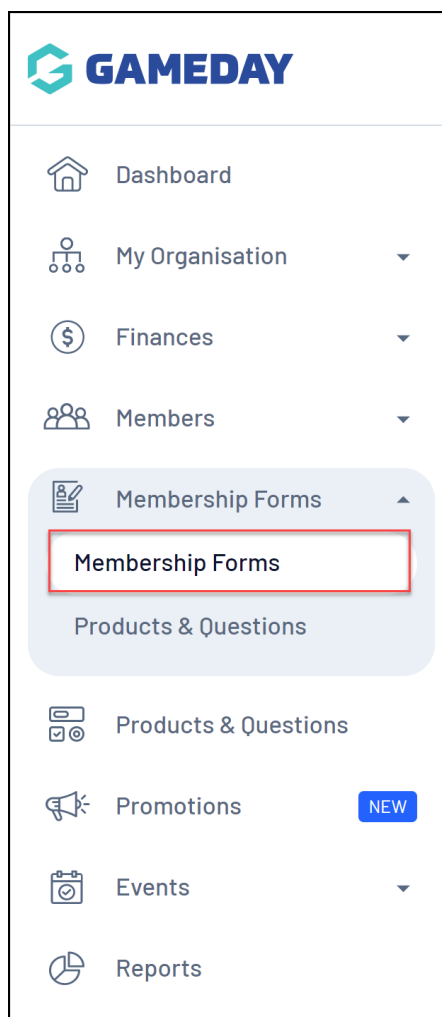 GAMEDAY
Dashboard
My Organisation
Finances
Members
Membership Forms
Membership Forms
Products & Questions
Products & Questions
Promotions NEW
Events
Reports